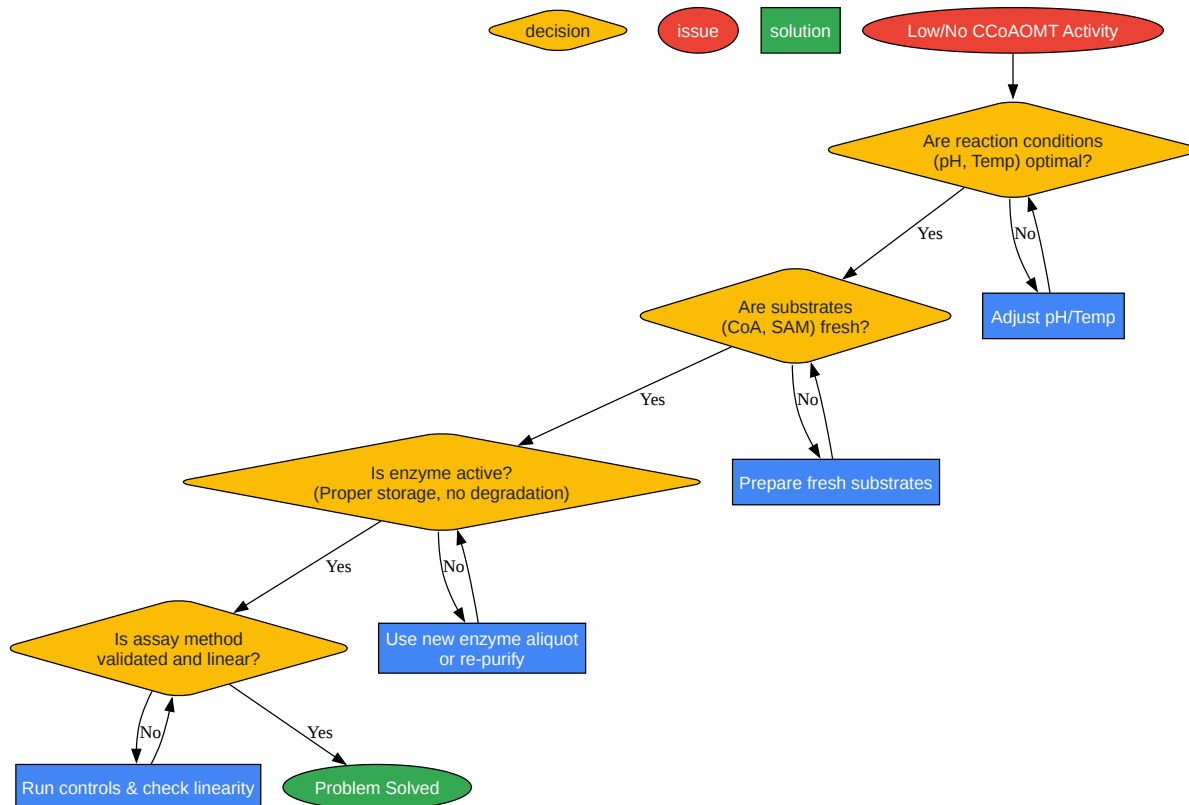 decision
issue
solution
Low/No CCoAOMT Activity
Are reaction conditions
(pH, Temp) optimal?
Yes
No
Are substrates
(CoA, SAM) fresh?
Adjust pH/Temp
Yes
No
Is enzyme active?
(Proper storage, no degradation)
Prepare fresh substrates
Yes
No
Is assay method
validated and linear?
Use new enzyme aliquot
or re-purify
No
Yes
Run controls & check linearity
Problem Solved